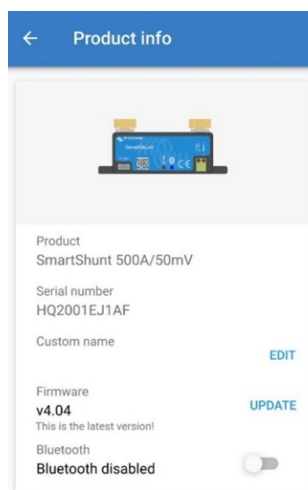 Product info
SmartShunt
Product
SmartShunt 500A/50mV
Serial number
HQ2001EJ1AF
Custom name
EDIT
Firmware
v4.04
UPDATE
This is the latest version!
Bluetooth
Bluetooth disabled